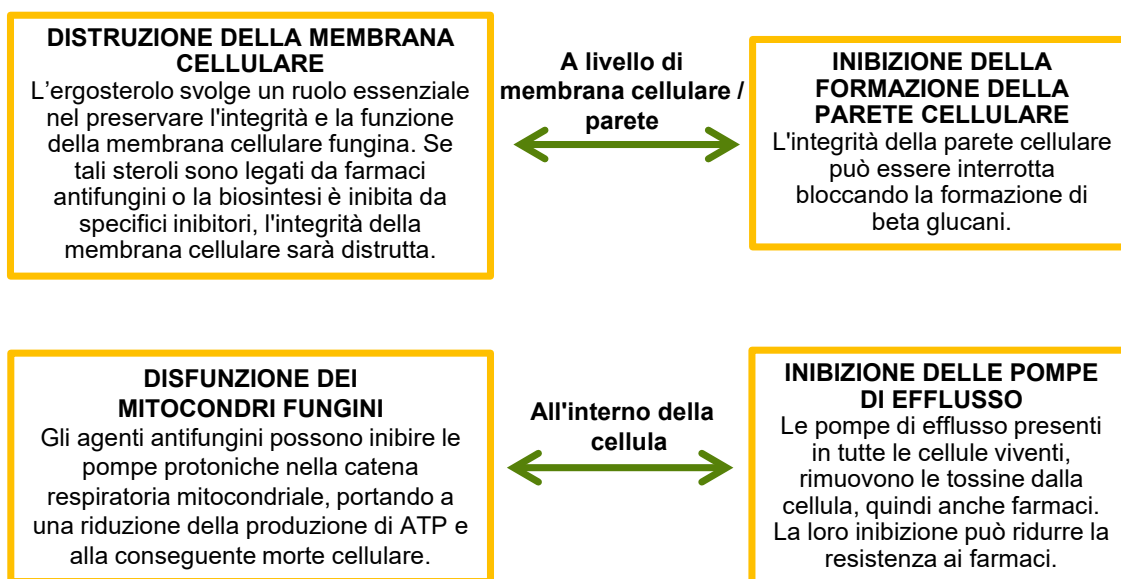 DISTRUZIONE DELLA MEMBRANA
CELLULARE
L'ergosterolo svolge un ruolo essenziale
nel preservare l'integrità e la funzione
della membrana cellulare fungina. Se
tali steroli sono legati da farmaci
antifungini o la biosintesi è inibita da
specifici inibitori, l'integrità della
membrana cellulare sarà distrutta.
A livello di
membrana cellulare /
parete
INIBIZIONE DELLA
FORMAZIONE DELLA
PARETE CELLULARE
L'integrità della parete cellulare
può essere interrotta
bloccando la formazione di
beta glucani.
DISFUNZIONE DEI
MITOCONDRI FUNGINI
Gli agenti antifungini possono inibire le
pompe protoniche nella catena
respiratoria mitocondriale, portando a
una riduzione della produzione di ATP e
alla conseguente morte cellulare.
All'interno della
cellula
INIBIZIONE DELLE POMPE
DI EFFLUSSO
Le pompe di efflusso presenti
in tutte le cellule viventi,
rimuovono le tossine dalla
cellula, quindi anche farmaci.
La loro inibizione può ridurre la
resistenza ai farmaci.